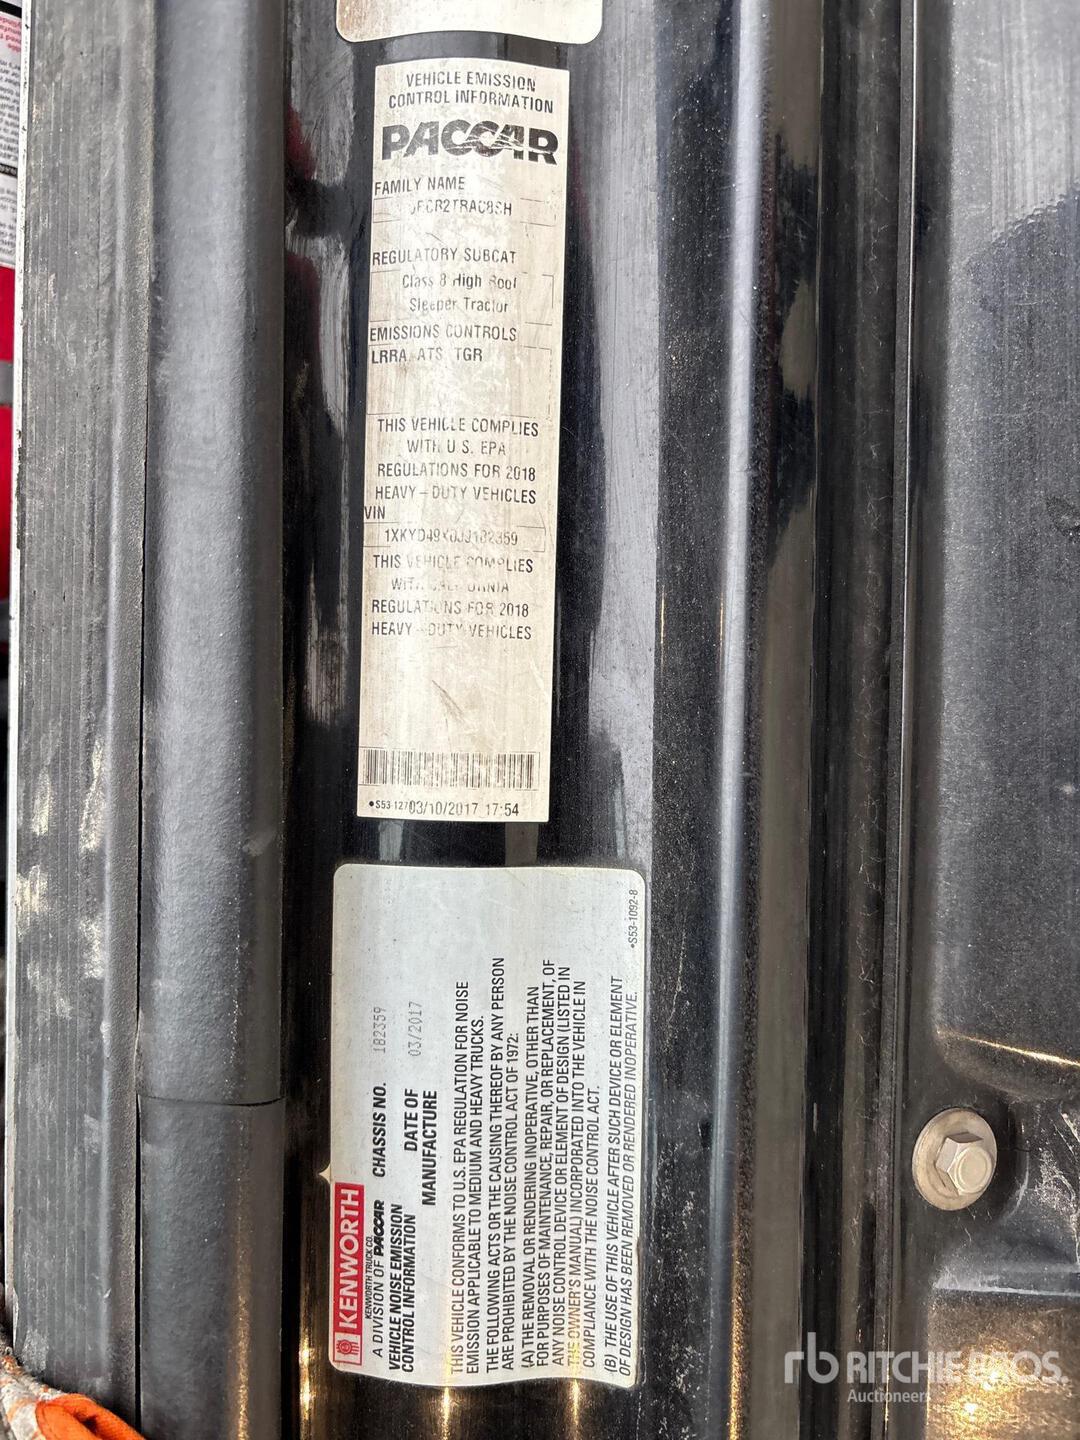 VEHICLE EMISSION
CONTROL INFORMATION
PACCAR
FAMILY NAME
REGULATORY SUBCAT
Class 8 High Roof
Sleeper Tractor
EMISSIONS CONTROLS
LRRA, ATS, TGR
THIS VEHICLE COMPLIES
WITH U.S. EPA
REGULATIONS FOR 2018
HEAVY-DUTY VEHICLES
VIN
THIS VEHICLE COMPLIES
WITH CALIFORNIA
REGULATIONS FOR 2018
HEAVY-DUTY VEHICLES
•S53-127 03/10/2017 17:54
KENWORTH
KENWORTH TRUCK CO.
A DIVISION OF PACCAR
VEHICLE NOISE EMISSION
CONTROL INFORMATION
CHASSIS NO. 182359
DATE OF 03/2017
MANUFACTURE
THIS VEHICLE CONFORMS TO U.S. EPA REGULATION FOR NOISE
EMISSION APPLICABLE TO MEDIUM AND HEAVY TRUCKS.
THE FOLLOWING ACTS OR THE CAUSING THEREOF BY ANY PERSON
ARE PROHIBITED BY THE NOISE CONTROL ACT OF 1972:
(A) THE REMOVAL OR RENDERING INOPERATIVE, OTHER THAN
FOR PURPOSES OF MAINTENANCE, REPAIR, OR REPLACEMENT, OF
ANY NOISE CONTROL DEVICE OR ELEMENT OF DESIGN (LISTED IN
THE OWNER'S MANUAL) INCORPORATED INTO THE VEHICLE IN
COMPLIANCE WITH THE NOISE CONTROL ACT.
(B) THE USE OF THIS VEHICLE AFTER SUCH DEVICE OR ELEMENT
OF DESIGN HAS BEEN REMOVED OR RENDERED INOPERATIVE.
•S53-1092-8
rb RITCHIE BROS.
Auctioneers